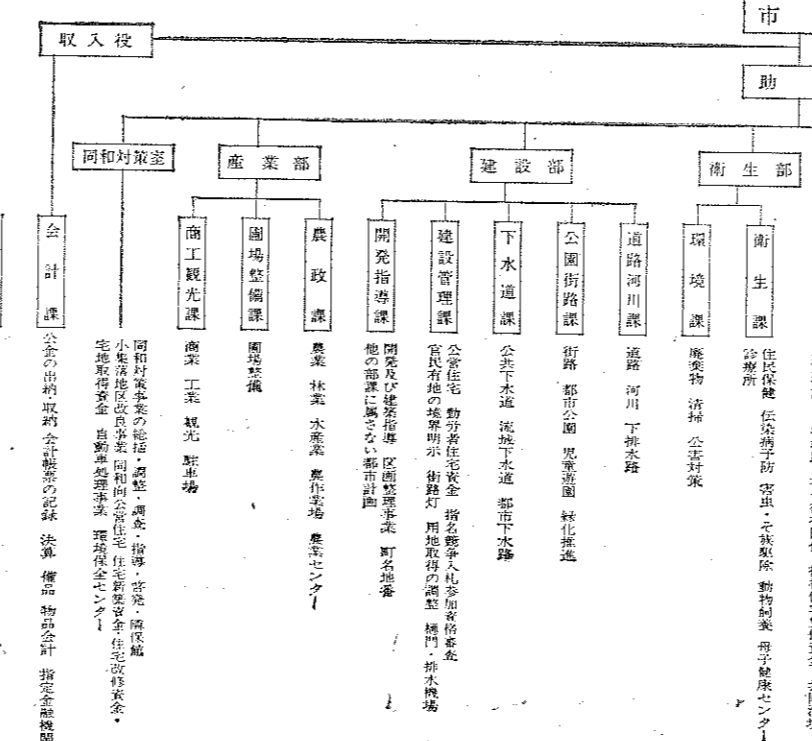 市
助
収入役
衛生部
建設部
産業部
同和対策室
衛生課
住民保健 伝染病予防 害虫・そ族駆除 動物飼養 母子健康センター
診療所
環境課
廃棄物 清掃 公害対策
道路河川課
道路 河川 下排水路
公園街路課
街路 都市公園 児童遊園 緑化推進
下水道課
公共下水道 流域下水道 都市下水路
建設管理課
公営住宅 勤労者住宅資金 指名競争入札参加資格審査
官民有地の境界明示 街路灯 用地取得の調整 樋門・排水機場
開発指導課
開発及び建築指導 区画整理事業 町名地番
他の部課に属さない都市計画
農政課
農業 林業 水産業 農作業場 農業センター
圃場整備課
圃場整備
商工観光課
商業 工業 観光 駐車場
同和対策事業の総括・調整・調査・指導・啓発・隣保館
小集落地区改良事業 同和向公営住宅 住宅新築資金・住宅改修資金・
宅地取得資金 自動車処理事業 環境保全センター
会計課
公金の出納 収納 会計帳票の記録 決算 備品 物品会計 指定金融機関